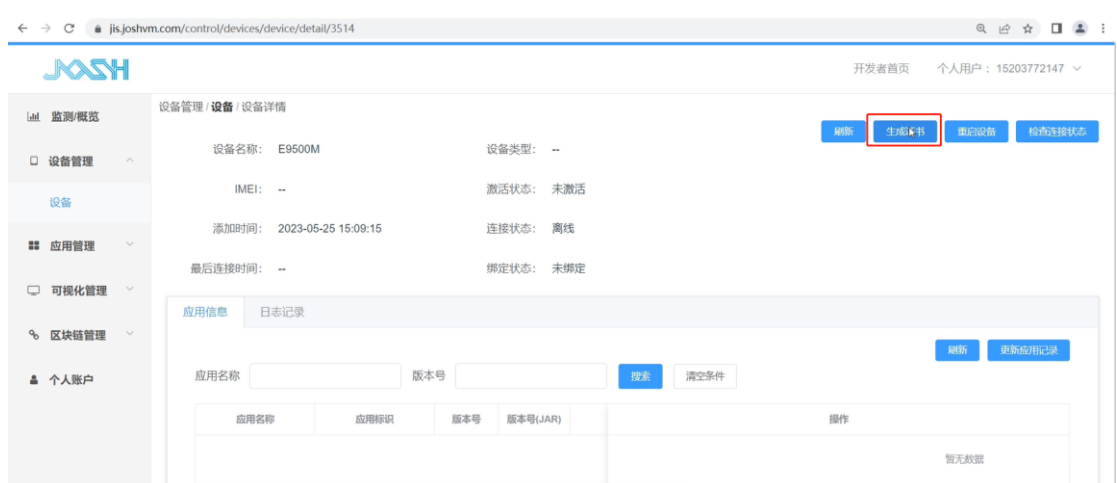 jis.joshvm.com/control/devices/device/detail/3514
JOSH
开发者首页 个人用户： 15203772147
监测/概览
设备管理
设备
应用管理
可视化管理
区块链管理
个人账户
设备管理 / 设备 / 设备详情
刷新 生成证书 重启设备 检查连接状态
设备名称： E9500M 设备类型： --
IMEI： -- 激活状态： 未激活
添加时间： 2023-05-25 15:09:15 连接状态： 离线
最后连接时间： -- 绑定状态： 未绑定
应用信息 日志记录
刷新 更新应用记录
应用名称 版本号 搜索 清空条件
应用名称 应用标识 版本号 版本号(JAR) 操作
暂无数据